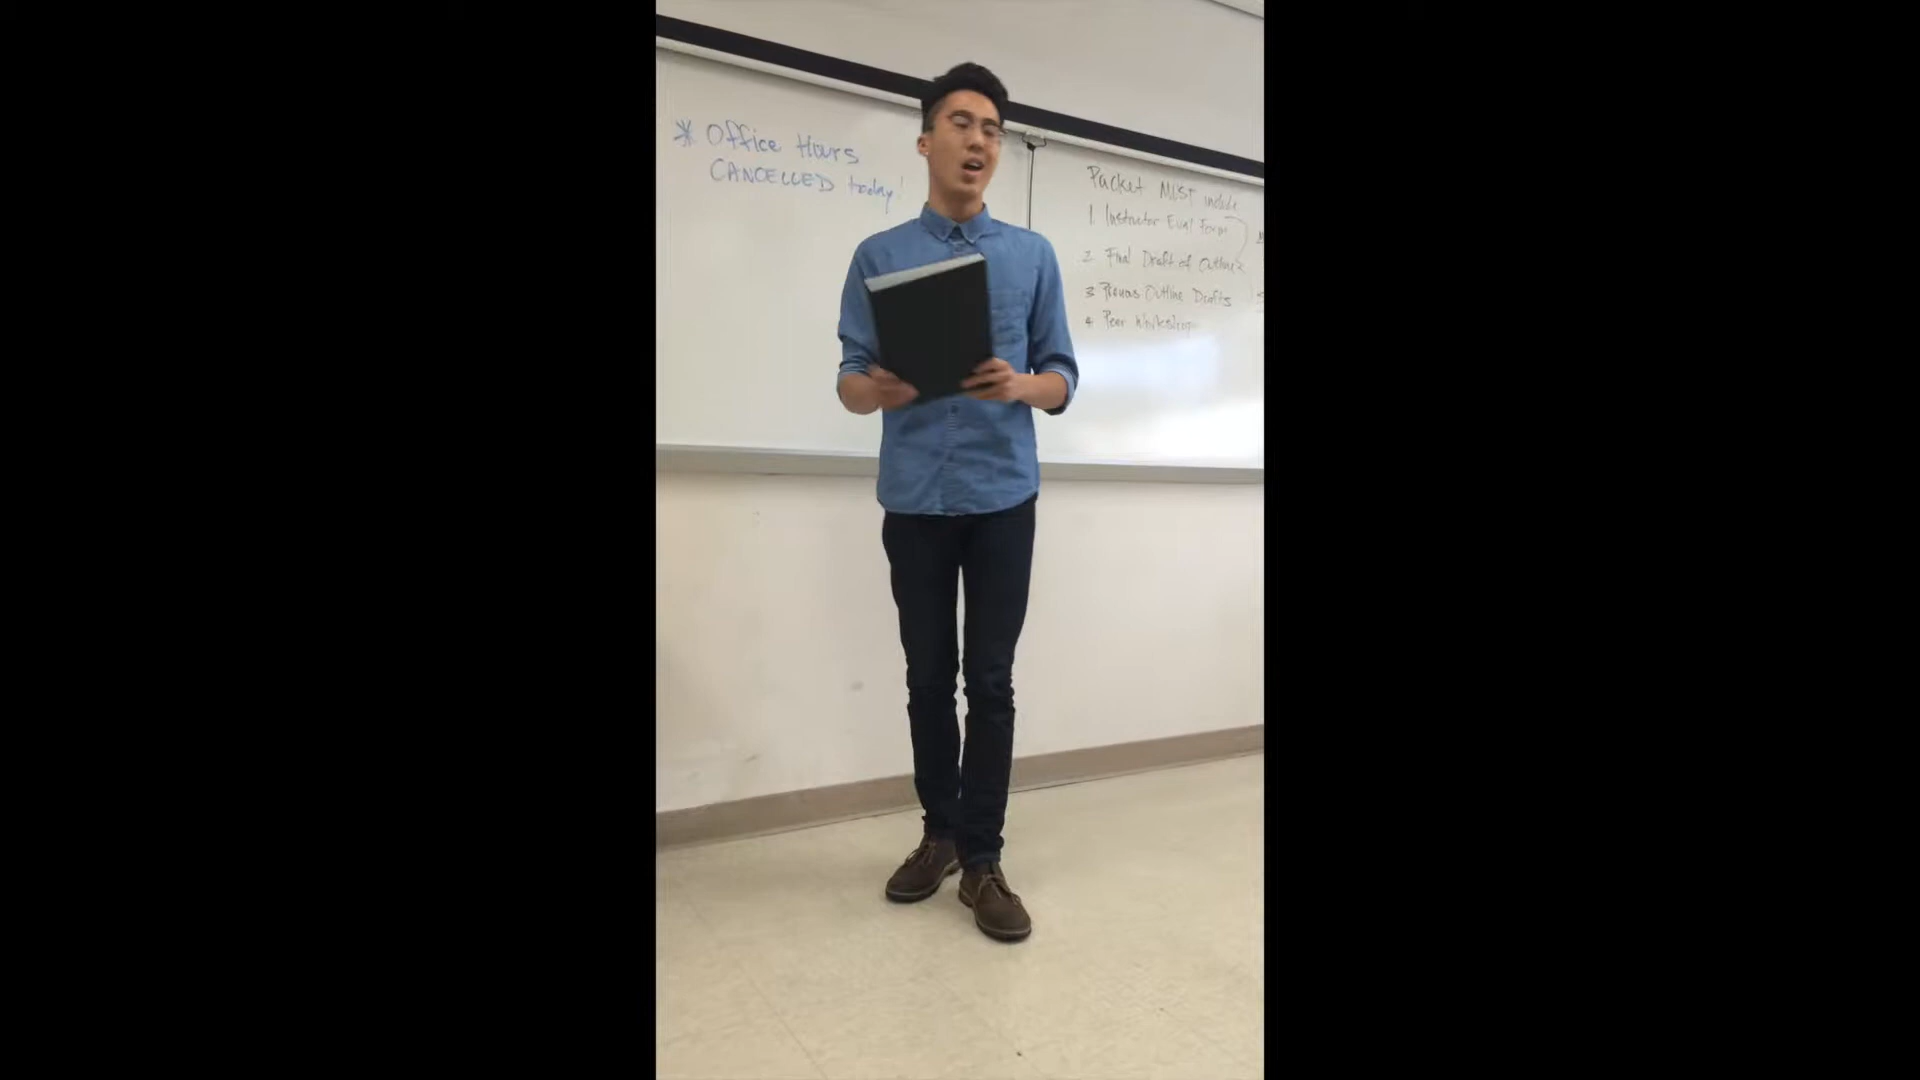 * Office Hours
CANCELLED today!
Packet MUST include
1. Instructor Eval Form
2 Final Draft of Outline
3 Previous Outline Drafts
4 Peer Workshop